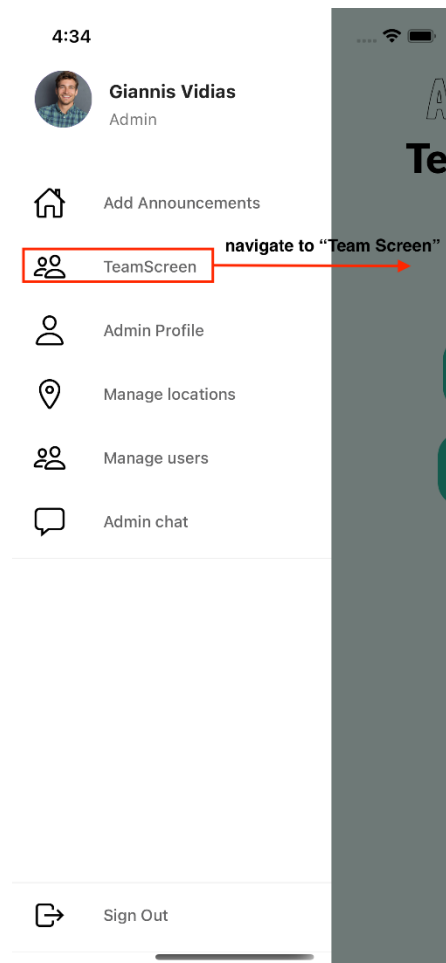 4:34
Giannis Vidias
Admin
A
Te
Add Announcements
navigate to “Team Screen”
TeamScreen
Admin Profile
Manage locations
Manage users
Admin chat
Sign Out